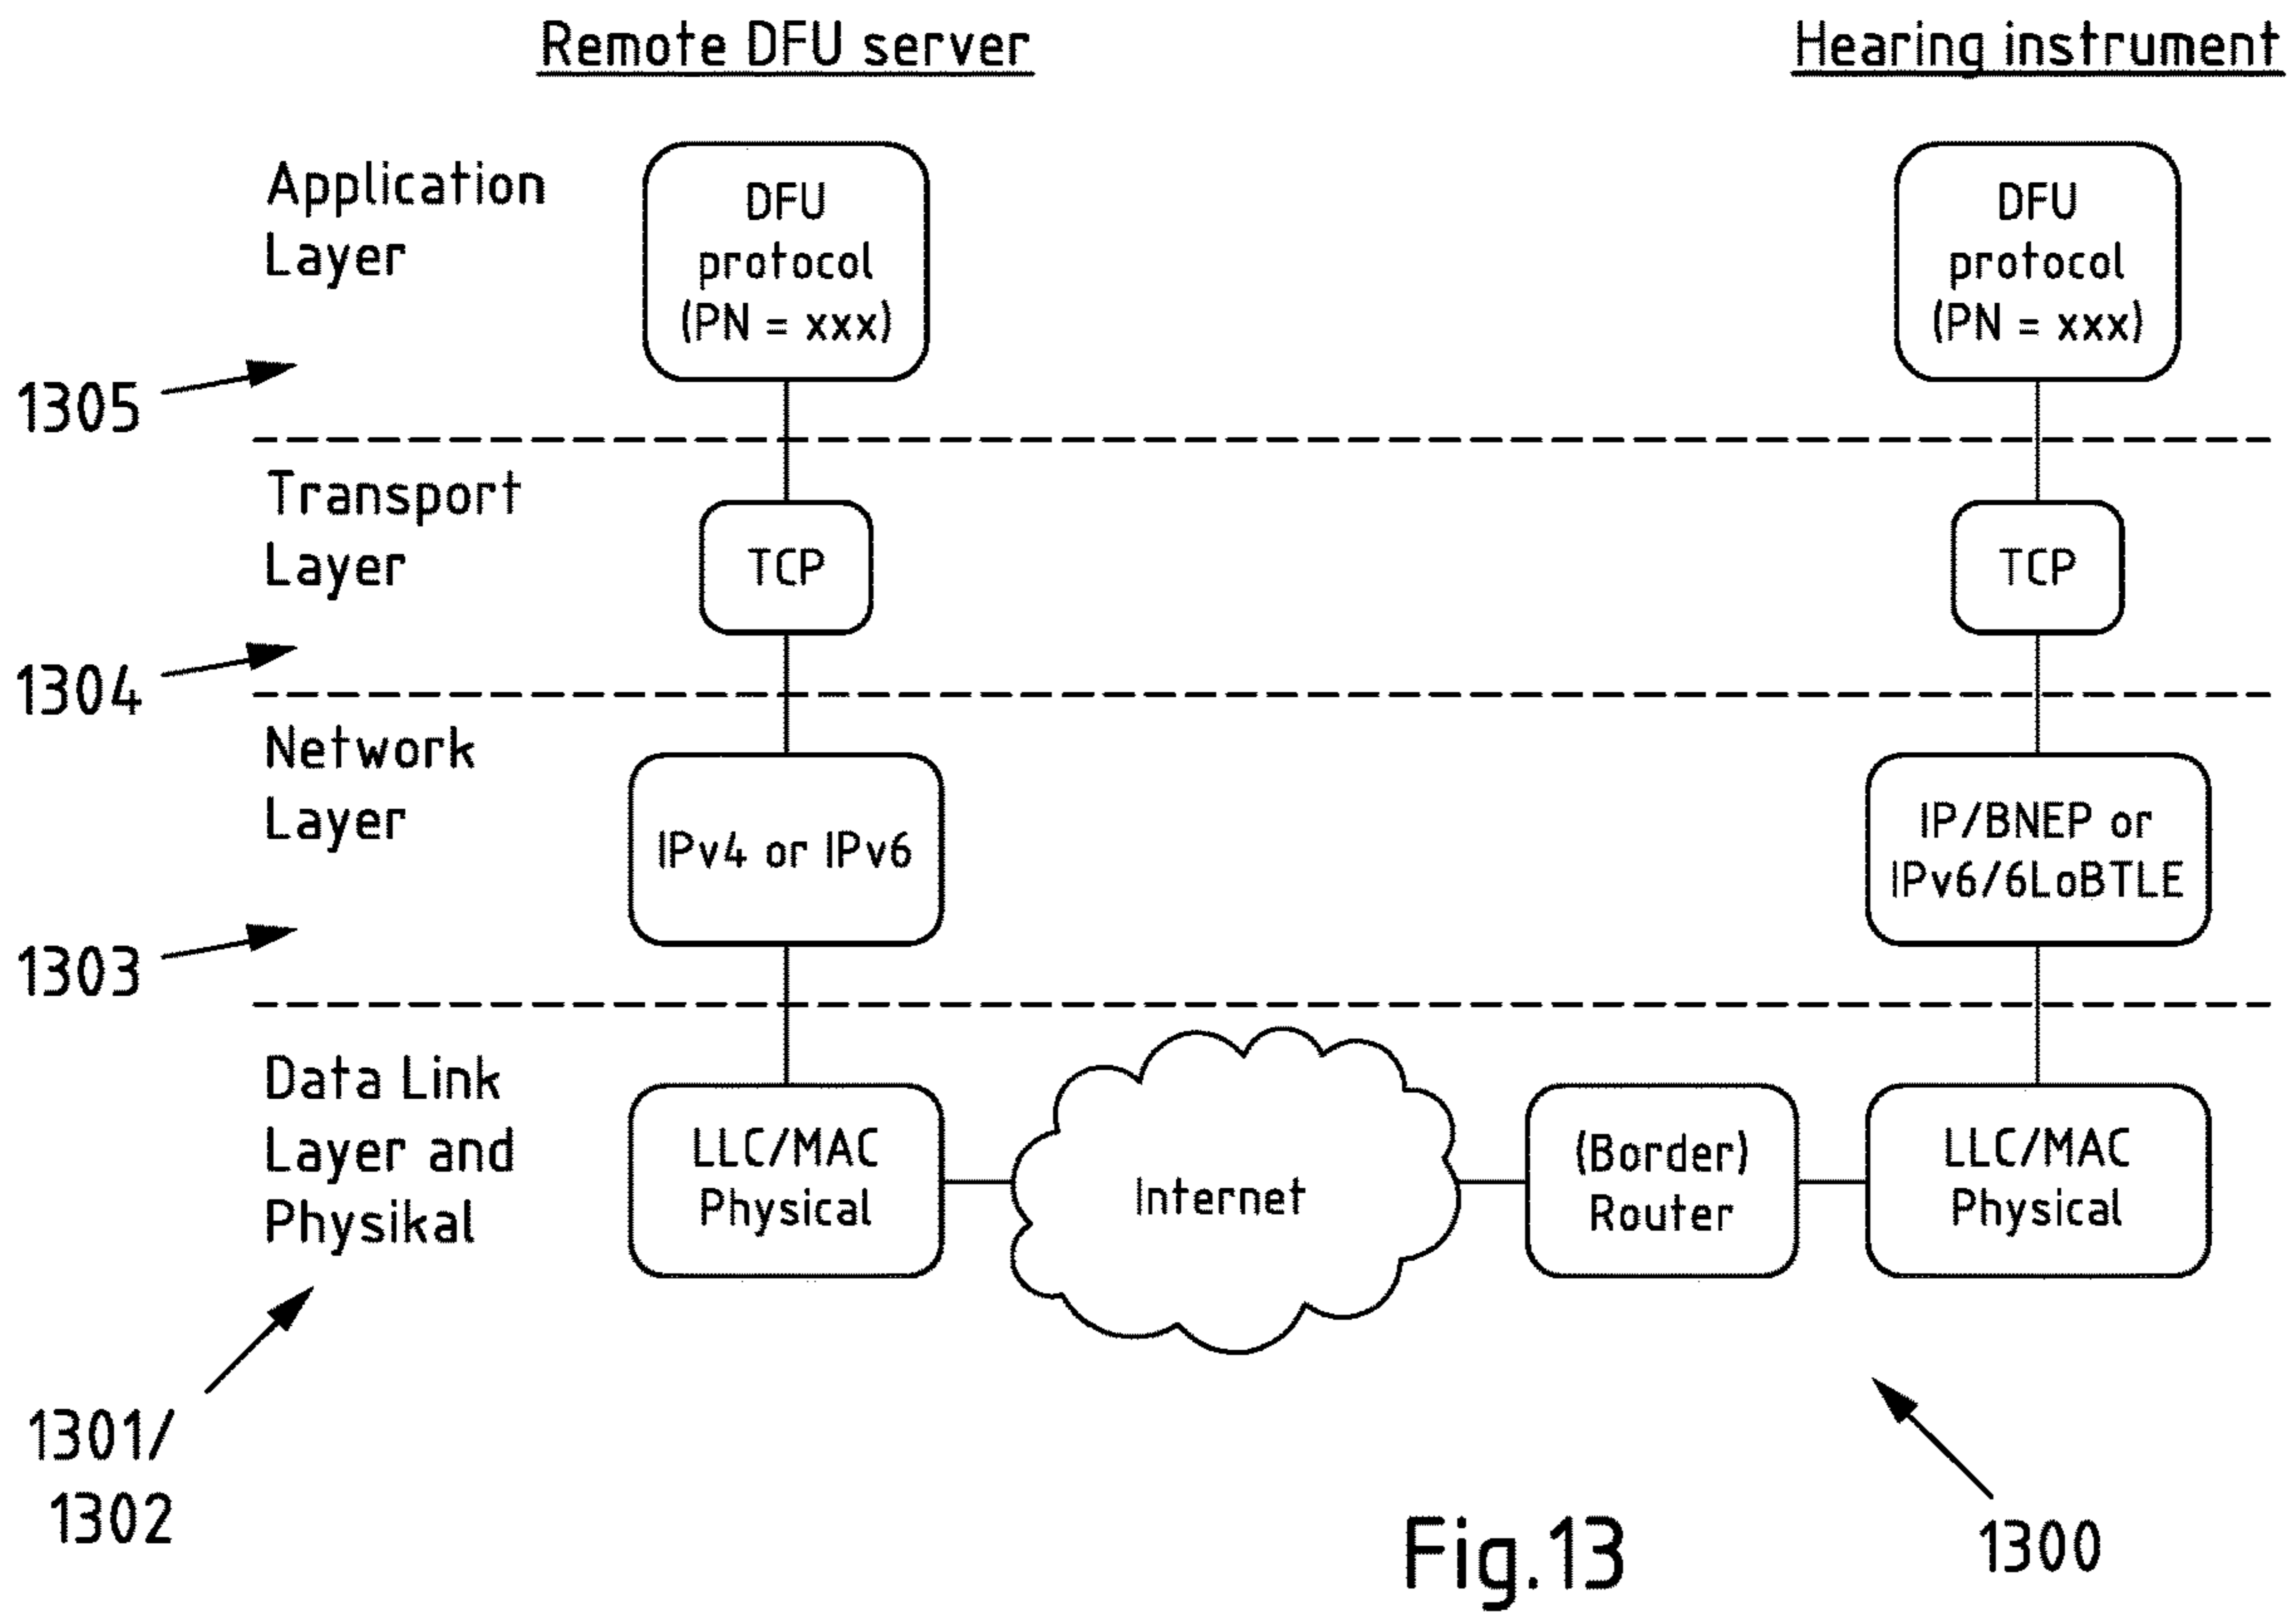 Remote DFU server
Hearing instrument
Application
Layer
DFU
protocol
(PN = xxx)
DFU
protocol
(PN = xxx)
1305
Transport
Layer
TCP
TCP
1304
Network
Layer
IPv4 or IPv6
IP/BNEP or
IPv6/6LoBTLE
1303
Data Link
Layer and
Physikal
LLC/MAC
Physical
Internet
(Border)
Router
LLC/MAC
Physical
1301/
1302
Fig.13
1300